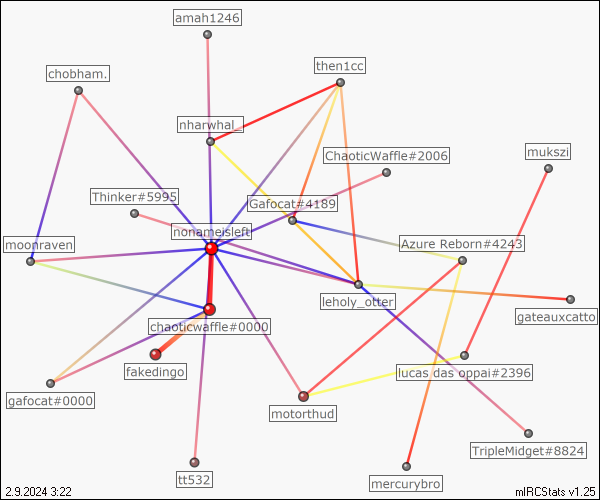 amah1246
then1cc
chobham.
nharwhal_
ChaoticWaffle#2006
mukszi
Thinker#5995
Gafocat#4189
nonameisleft
moonraven
Azure Reborn#4243
leholy_otter
gateauxcatto
chaoticwaffle#0000
fakedingo
lucas das oppai#2396
gafocat#0000
motorthud
TripleMidget#8824
tt532
mercurybro
2.9.2024 3:22
mIRCStats v1.25